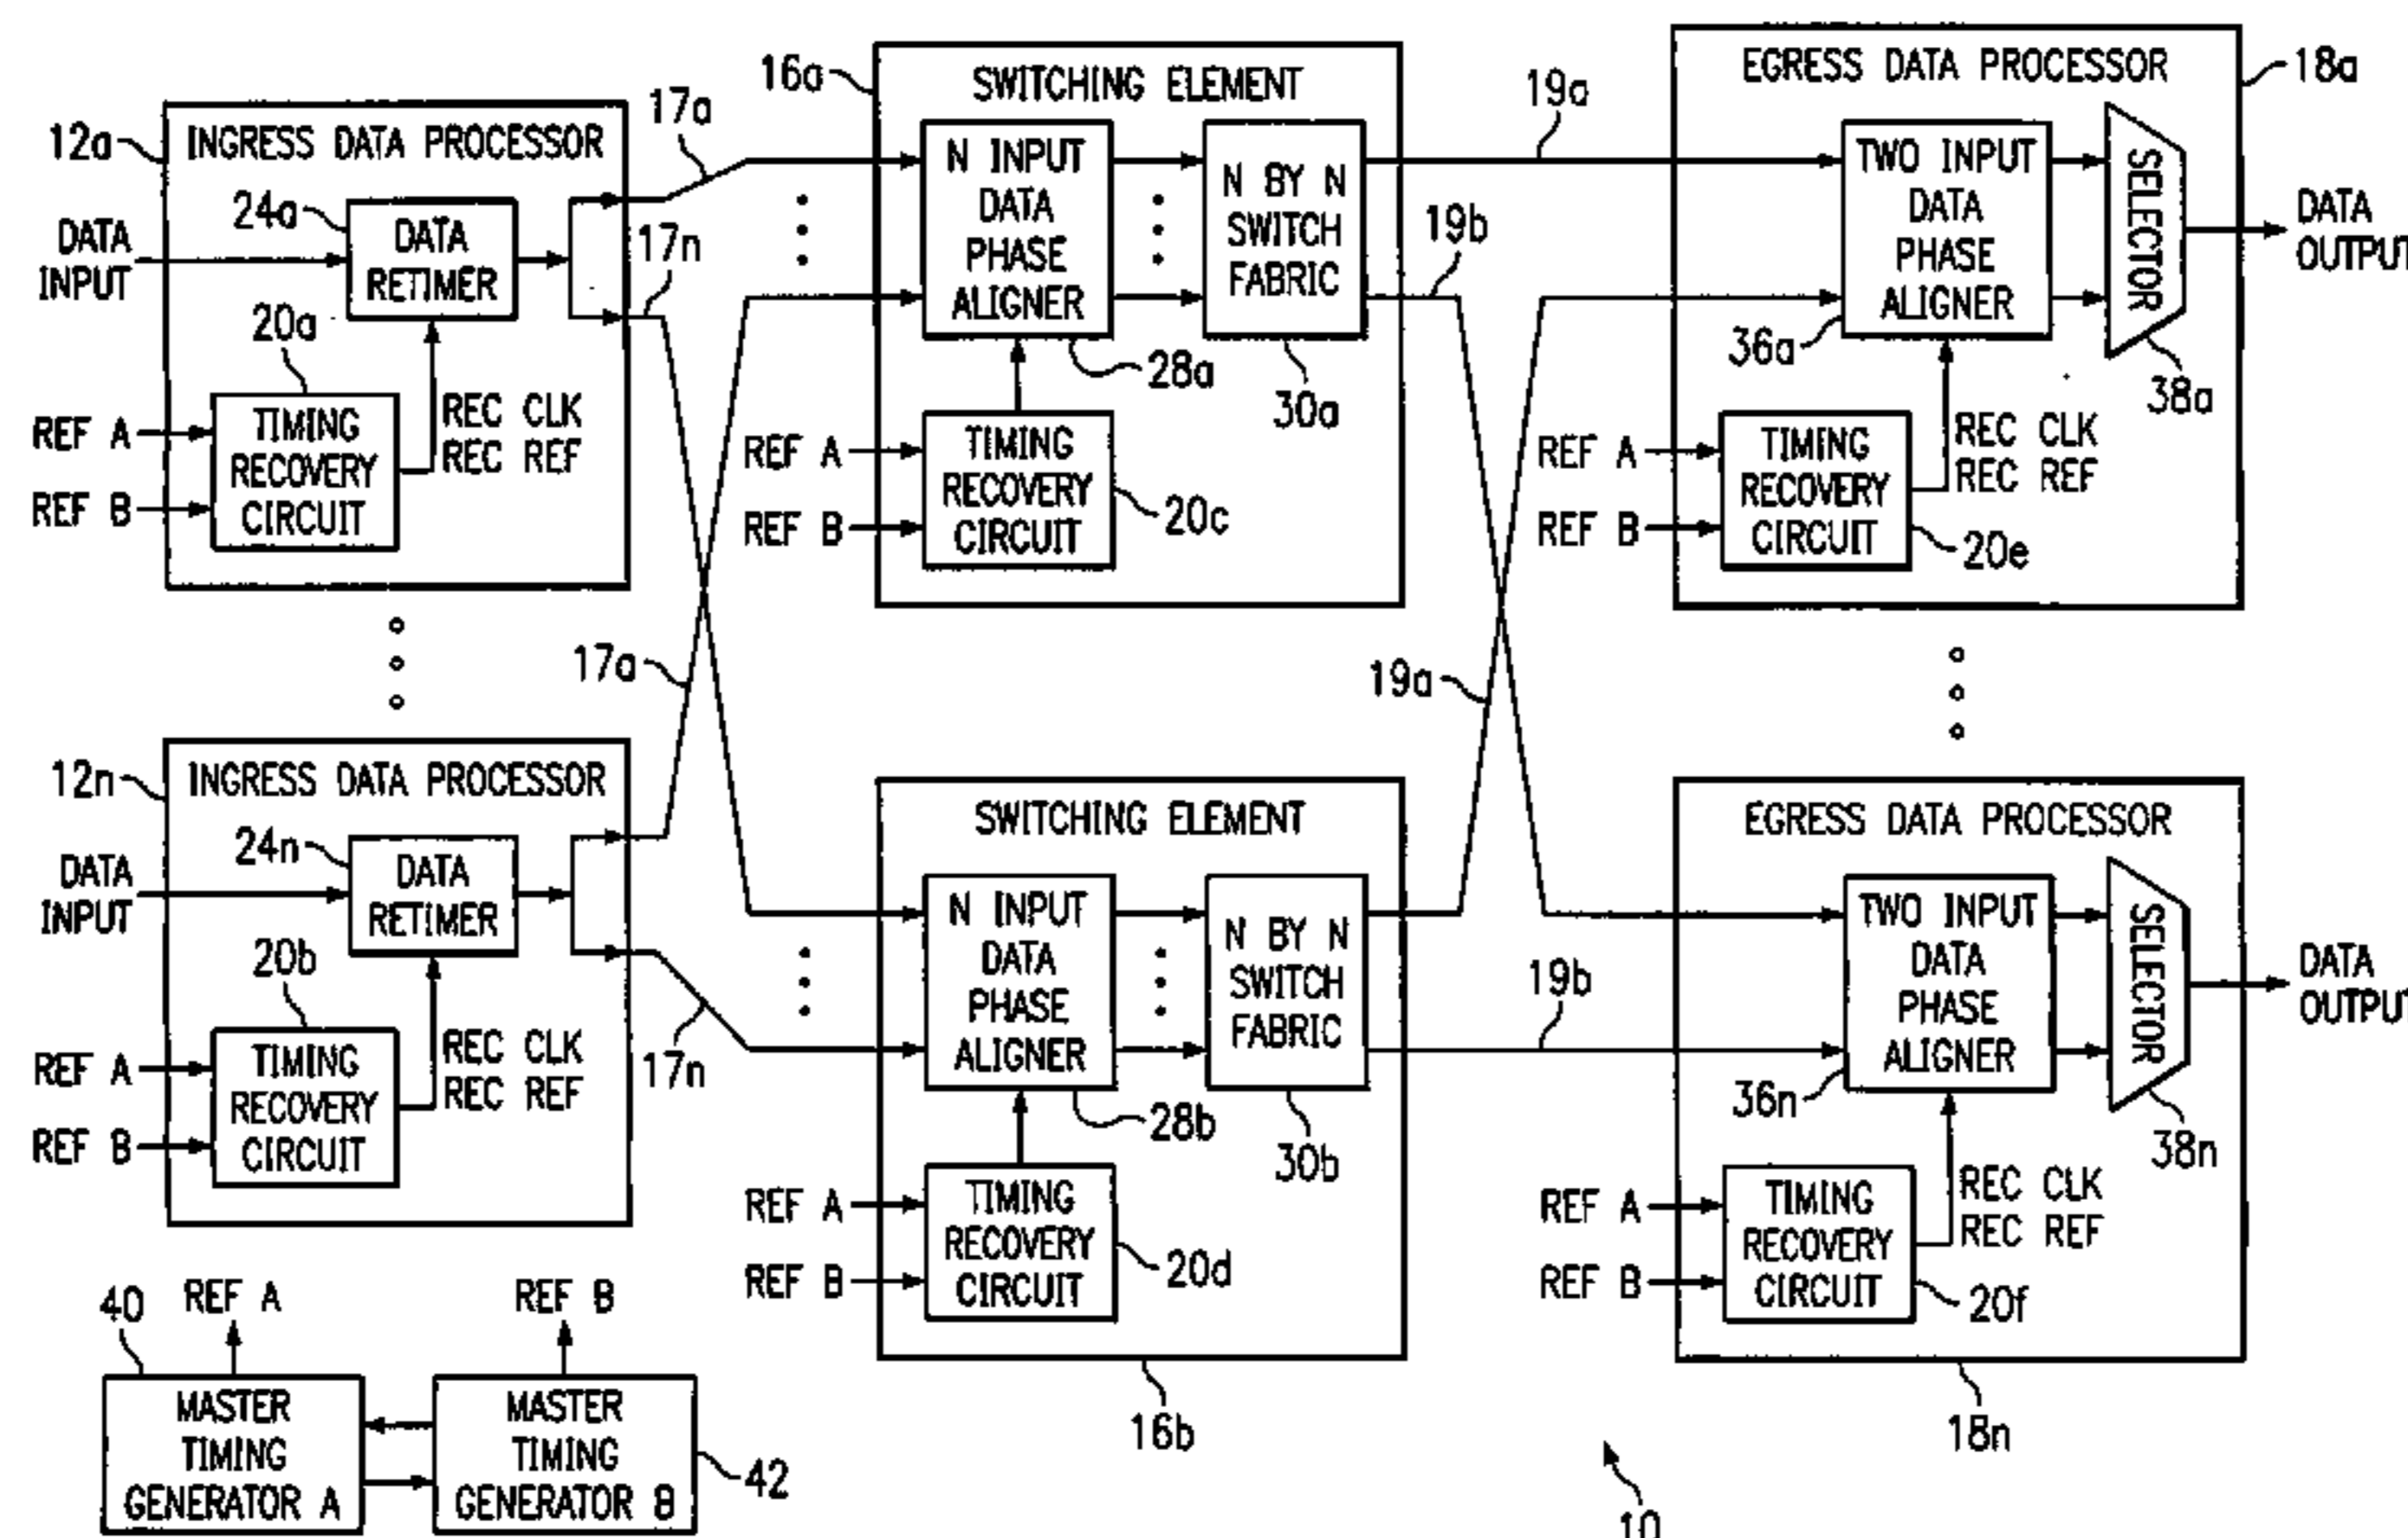 12a
INGRESS DATA PROCESSOR
24a
DATA
INPUT
DATA
RETIMER
20a
REF A
REF B
TIMING
RECOVERY
CIRCUIT
REC CLK
REC REF
17a
17n
16a
SWITCHING ELEMENT
N INPUT
DATA
PHASE
ALIGNER
N BY N
SWITCH
FABRIC
28a
30a
REF A
REF B
TIMING
RECOVERY
CIRCUIT
20c
19a
19b
EGRESS DATA PROCESSOR
18a
TWO INPUT
DATA
PHASE
ALIGNER
SELECTOR
DATA
OUTPUT
36a
38a
REF A
REF B
TIMING
RECOVERY
CIRCUIT
REC CLK
REC REF
20e
17a
19a
12n
INGRESS DATA PROCESSOR
24n
DATA
INPUT
DATA
RETIMER
20b
REF A
REF B
TIMING
RECOVERY
CIRCUIT
REC CLK
REC REF
17n
SWITCHING ELEMENT
N INPUT
DATA
PHASE
ALIGNER
N BY N
SWITCH
FABRIC
28b
30b
REF A
REF B
TIMING
RECOVERY
CIRCUIT
20d
16b
19b
EGRESS DATA PROCESSOR
TWO INPUT
DATA
PHASE
ALIGNER
SELECTOR
DATA
OUTPUT
36n
38n
REF A
REF B
TIMING
RECOVERY
CIRCUIT
REC CLK
REC REF
20f
18n
40
REF A
REF B
MASTER
TIMING
GENERATOR A
MASTER
TIMING
GENERATOR B
42
10